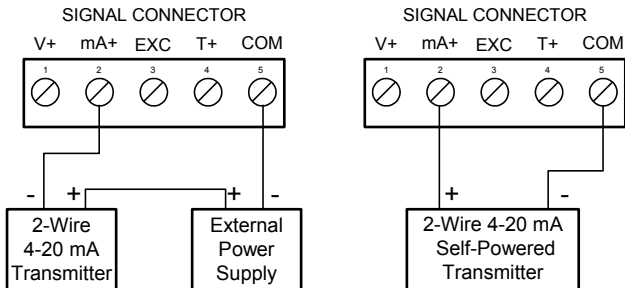 SIGNAL CONNECTOR
V+ mA+ EXC T+ COM
1 2 3 4 5
- + + -
2-Wire
4-20 mA
Transmitter
External
Power
Supply
SIGNAL CONNECTOR
V+ mA+ EXC T+ COM
1 2 3 4 5
+ -
2-Wire 4-20 mA
Self-Powered
Transmitter